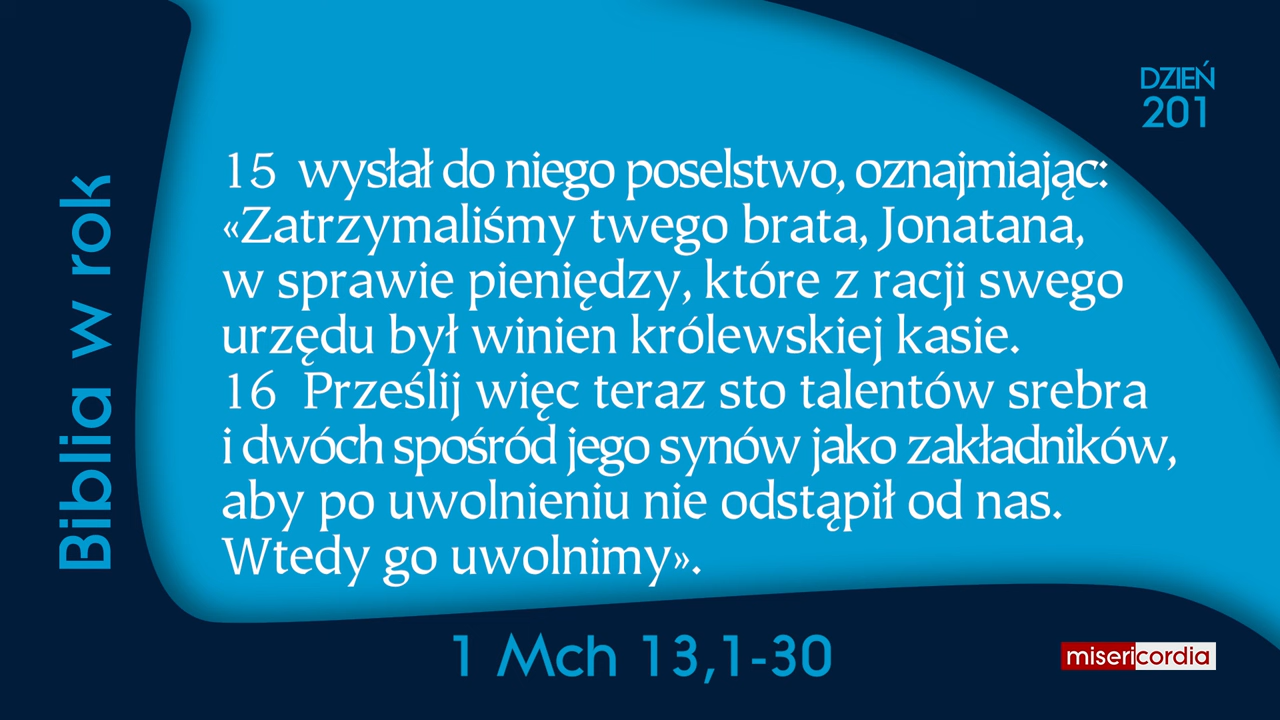 DZIEŃ
201
15 wysłał do niego poselstwo, oznajmiając:
«Zatrzymaliśmy twego brata, Jonatana,
w sprawie pieniędzy, które z racji swego
urzędu był winien królewskiej kasie.
16 Prześlij więc teraz sto talentów srebra
i dwóch spośród jego synów jako zakładników,
aby po uwolnieniu nie odstąpił od nas.
Wtedy go uwolnimy».
Biblia w rok
1 Mch 13,1-30
misericordia